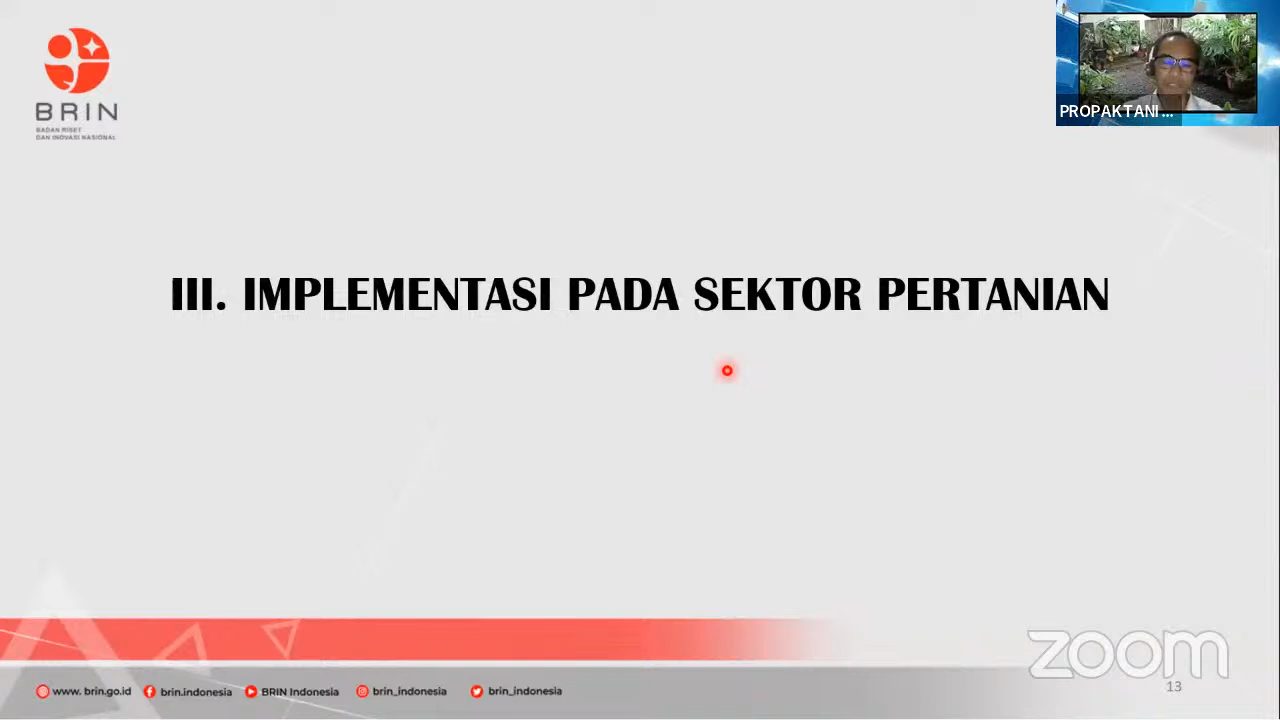 BRIN
BADAN RISET
DAN INOVASI NASIONAL
PROPAKTANI ...
III. IMPLEMENTASI PADA SEKTOR PERTANIAN
zoom
13
www. brin.go.id brin.indonesia BRIN Indonesia brin_indonesia brin_indonesia